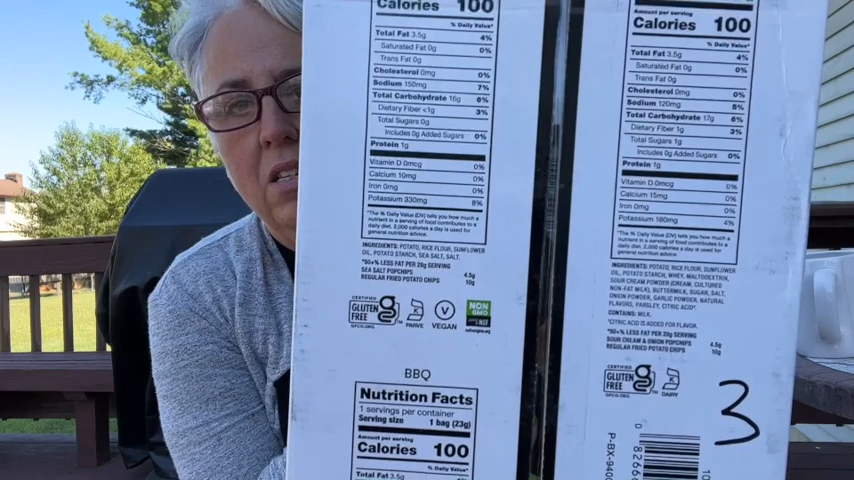 Calories 100
% Daily Value*
Total Fat 3.5g 4%
Saturated Fat 0g 0%
Trans Fat 0g
Cholesterol 0mg 0%
Sodium 150mg 7%
Total Carbohydrate 16g 6%
Dietary Fiber <1g 3%
Total Sugars 0g
Includes 0g Added Sugars 0%
Protein 1g
Vitamin D 0mcg 0%
Calcium 10mg 0%
Iron 0mg 0%
Potassium 330mg 8%
*The % Daily Value (DV) tells you how much a
nutrient in a serving of food contributes to a
daily diet. 2,000 calories a day is used for
general nutrition advice.
INGREDIENTS: POTATO, RICE FLOUR, SUNFLOWER
OIL, POTATO STARCH, SEA SALT, SALT.
*50+% LESS FAT PER 28g SERVING
SEA SALT POPCHIPS 4.5g
REGULAR FRIED POTATO CHIPS 10g
CERTIFIED
GLUTEN
FREE
GFCO.ORG
PARVE
V
VEGAN
NON
GMO
NSF
BBQ
Nutrition Facts
1 servings per container
Serving size 1 bag (23g)
Amount per serving
Calories 100
% Daily Value*
Total Fat 3.5g
Amount per serving
Calories 100
% Daily Value*
Total Fat 3.5g 4%
Saturated Fat 0g 0%
Trans Fat 0g
Cholesterol 0mg 0%
Sodium 120mg 5%
Total Carbohydrate 17g 6%
Dietary Fiber 1g 3%
Total Sugars 1g
Includes 0g Added Sugars 0%
Protein 1g
Vitamin D 0mcg 0%
Calcium 15mg 0%
Iron 0mg 0%
Potassium 180mg 4%
*The % Daily Value (DV) tells you how much a
nutrient in a serving of food contributes to a
daily diet. 2,000 calories a day is used for
general nutrition advice.
INGREDIENTS: POTATO, RICE FLOUR, SUNFLOWER
OIL, POTATO STARCH, WHEY, MALTODEXTRIN,
SOUR CREAM POWDER (CREAM, CULTURED
NON-FAT MILK), BUTTERMILK, SUGAR, SALT,
ONION POWDER, GARLIC POWDER, NATURAL
FLAVORS, PARSLEY, CITRIC ACID*.
CONTAINS: MILK.
*CITRIC ACID IS ADDED FOR FLAVOR.
*50+% LESS FAT PER 28g SERVING
SOUR CREAM & ONION POPCHIPS 4.5g
REGULAR FRIED POTATO CHIPS 10g
CERTIFIED
GLUTEN
FREE
GFCO.ORG
K
DAIRY
3
P-BX-940
0 8266